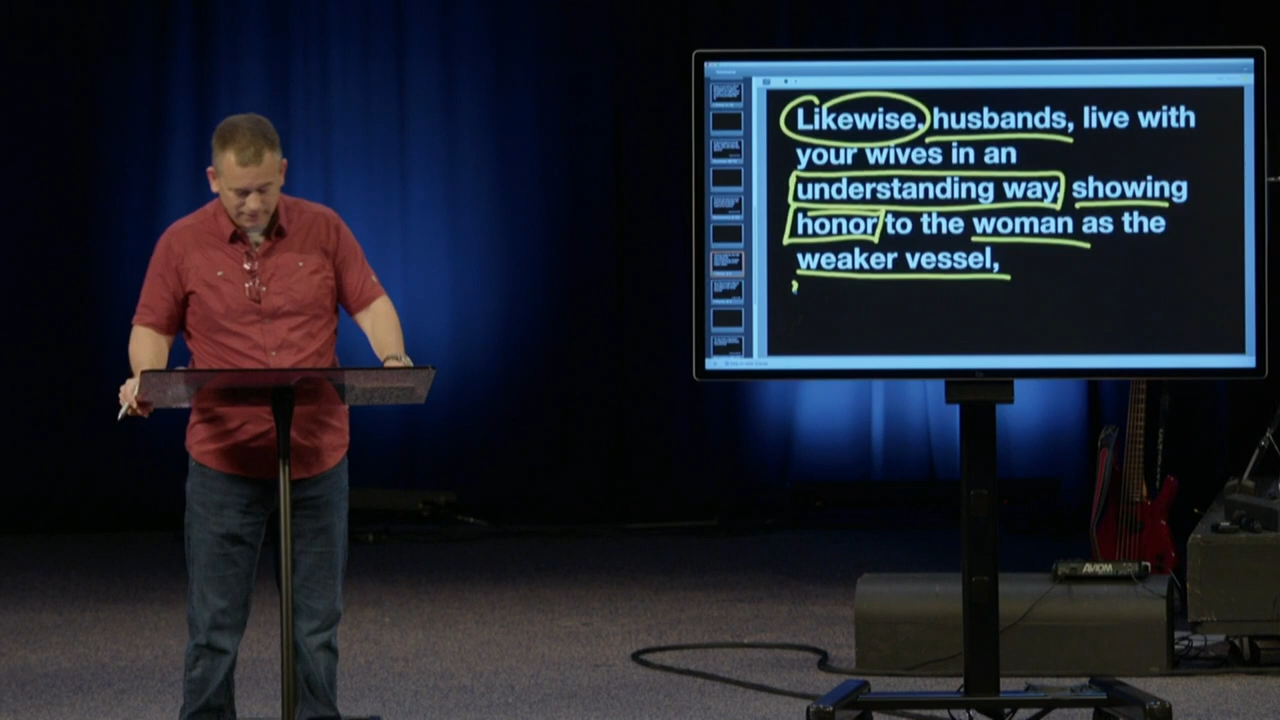 Likewise, husbands, live with
your wives in an
understanding way, showing
honor to the woman as the
weaker vessel,
AVIOM